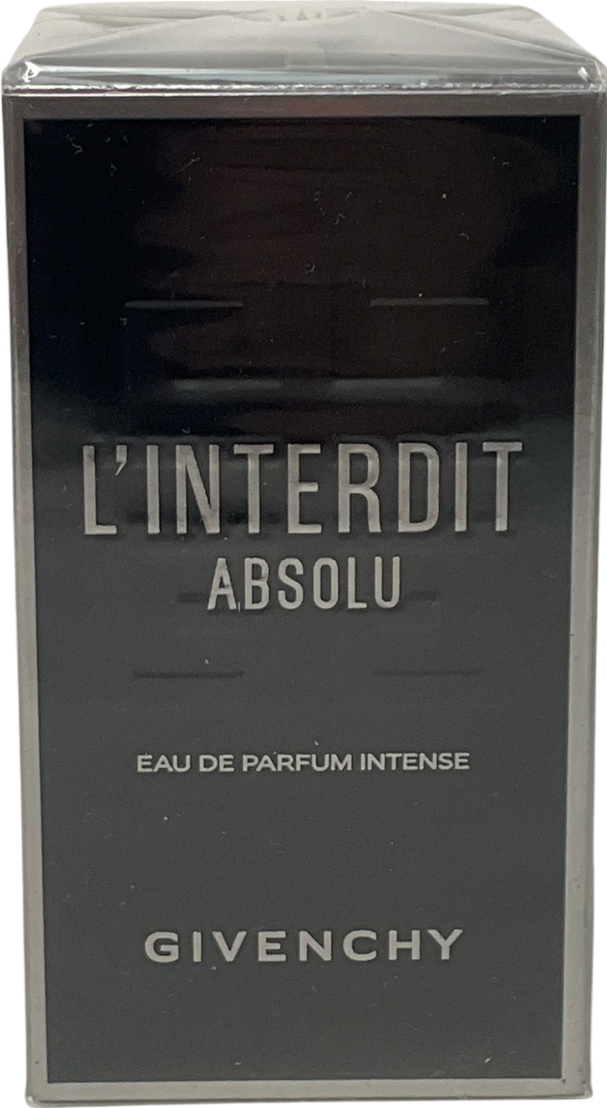 L'INTERDIT
ABSOLU
EAU DE PARFUM INTENSE
GIVENCHY